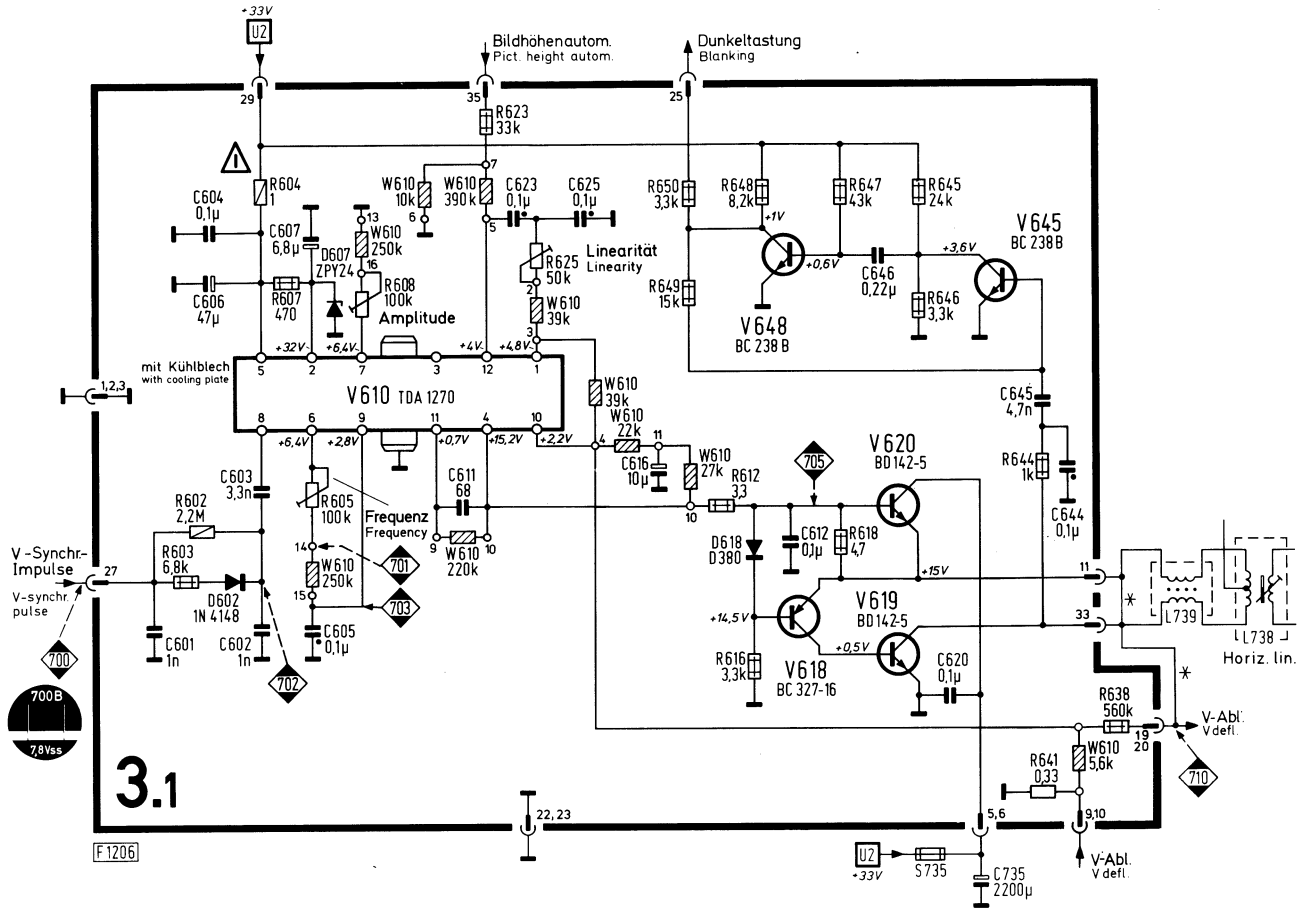 +33V
U2
Bildhöhenautom.
Pict. height autom.
Dunkeltastung
Blanking
29
35
25
R623
33k
7
R604
1
W610
10k
6
W610
390k
5
C623
0,1µ
C625
0,1µ
R650
3,3k
R648
8,2k
R647
43k
R645
24k
C604
0,1µ
C607
6,8µ
13
W610
250k
16
D607
ZPY24
R608
100k
Amplitude
R625
50k
2
Linearität
Linearity
W610
39k
3
+1V
+0,6V
C646
0,22µ
+3,6V
V645
BC 238 B
R649
15k
V648
BC 238 B
R646
3,3k
C606
47µ
R607
470
mit Kühlblech
with cooling plate
+32V
+6,4V
+4V
+4,8V
5
2
7
3
12
1
V610 TDA 1270
8
6
9
11
4
10
+6,4V
+2,8V
+0,7V
+15,2V
+2,2V
1,2,3
W610
39k
4
W610
22k
11
C616
10µ
W610
27k
10
R612
3,3
705
V620
BD 142-5
C645
4,7n
R644
1k
C644
0,1µ
C603
3,3n
R602
2,2M
R605
100k
Frequenz
Frequency
C611
68
9
10
W610
220k
D618
D380
C612
0,1µ
R618
4,7
V-Synchr.-
Impulse
V-synchr.
pulse
27
R603
6,8k
D602
1N 4148
14
W610
250k
15
701
703
C601
1n
C602
1n
C605
0,1µ
700
702
700B
7,8Vss
+14,5V
+15V
R616
3,3k
V618
BC 327-16
+0,5V
V619
BD 142-5
C620
0,1µ
11
33
*
*
L739
L738
Horiz. lin.
R638
560k
19
20
V-Abl.
V defl.
710
W610
5,6k
R641
0,33
3.1
22, 23
5,6
9,10
F 1206
U2
+33V
S735
C735
2200µ
V-Abl.
V defl.